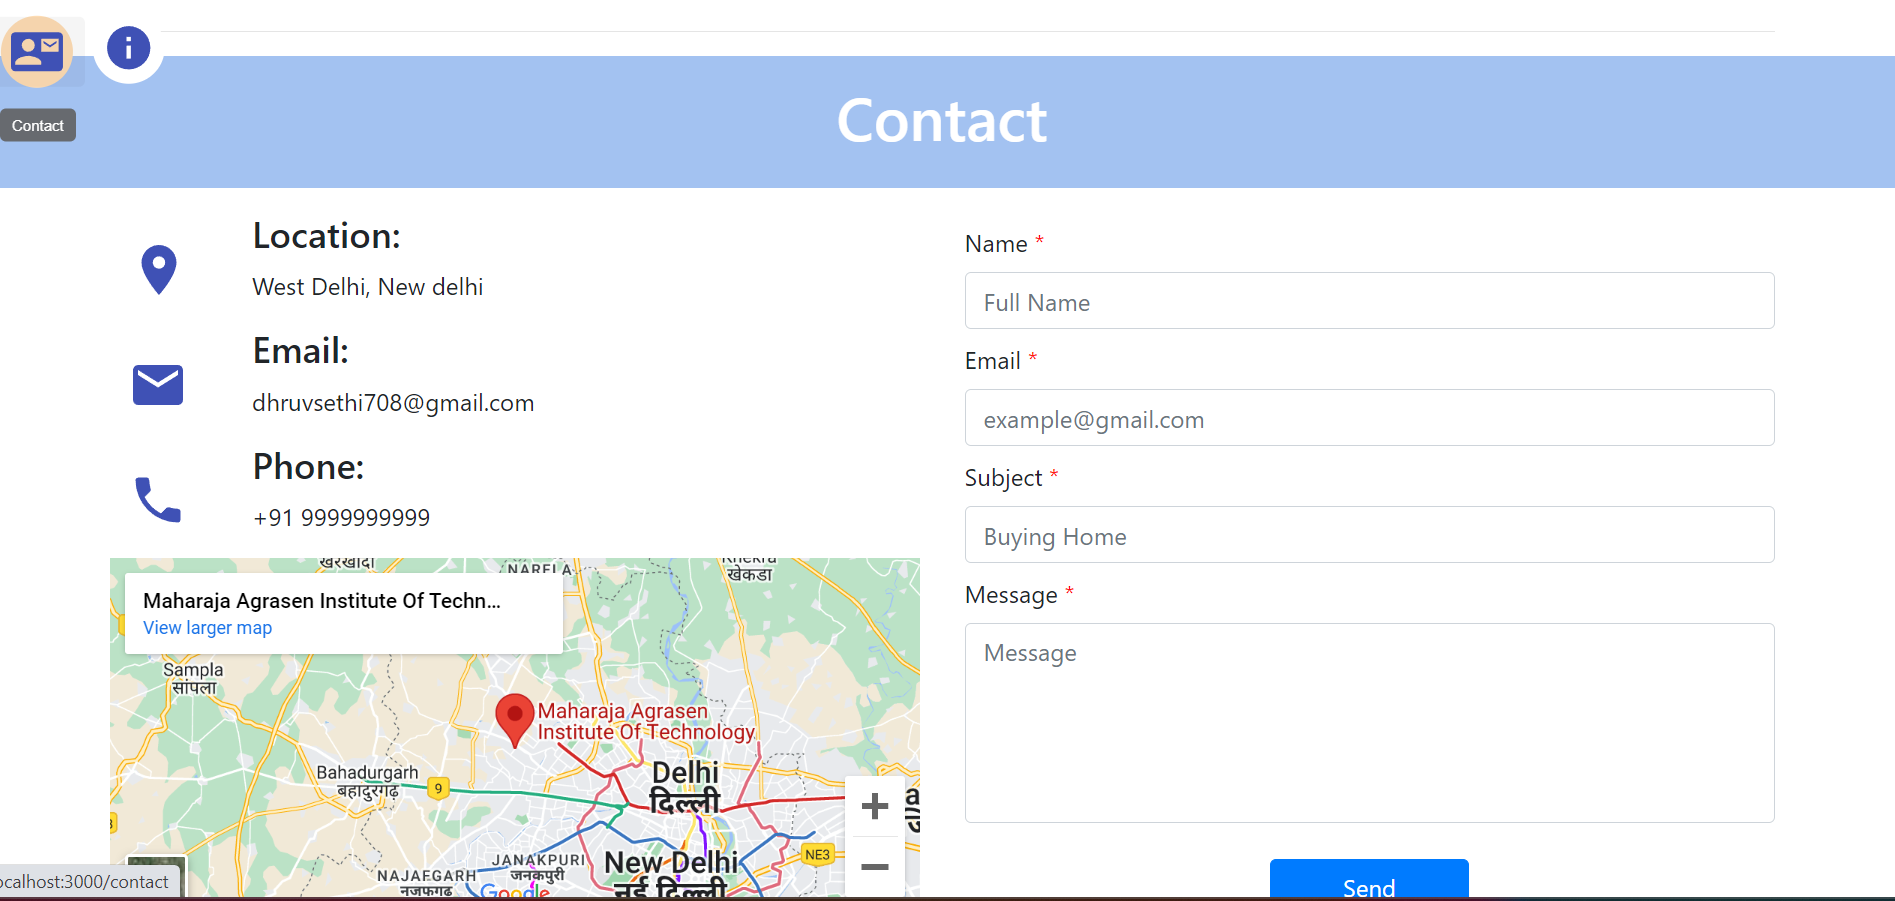 Contact
Contact
Location:
West Delhi, New delhi
Email:
dhruvsethi708@gmail.com
Phone:
+91 9999999999
Name *
Full Name
Email *
example@gmail.com
Subject *
Buying Home
Message *
Message
Send
खरखौदा
NARELA
खेकडा
Maharaja Agrasen Institute Of Techn...
View larger map
Sampla
सांपला
Maharaja Agrasen
Institute Of Technology
Bahadurgarh
बहादुरगढ़
9
Delhi
दिल्ली
NE3
JANAKPURI
जनकपुरी
New Delhi
नई दिल्ली
NAJAFGARH
नजफगढ़
Google
ocalhost:3000/contact